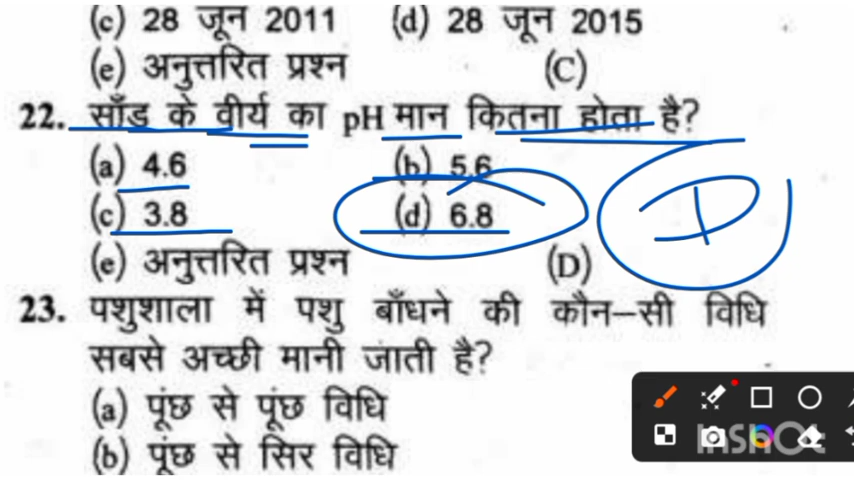 (c) 28 जून 2011 (d) 28 जून 2015
(e) अनुत्तरित प्रश्न (C)
22. साँड के वीर्य का pH मान कितना होता है?
(a) 4.6 (b) 5.6
(c) 3.8 (d) 6.8
D
(e) अनुत्तरित प्रश्न (D)
23. पशुशाला में पशु बाँधने की कौन–सी विधि
सबसे अच्छी मानी जाती है?
(a) पूंछ से पूंछ विधि
(b) पूंछ से सिर विधि
InShOt